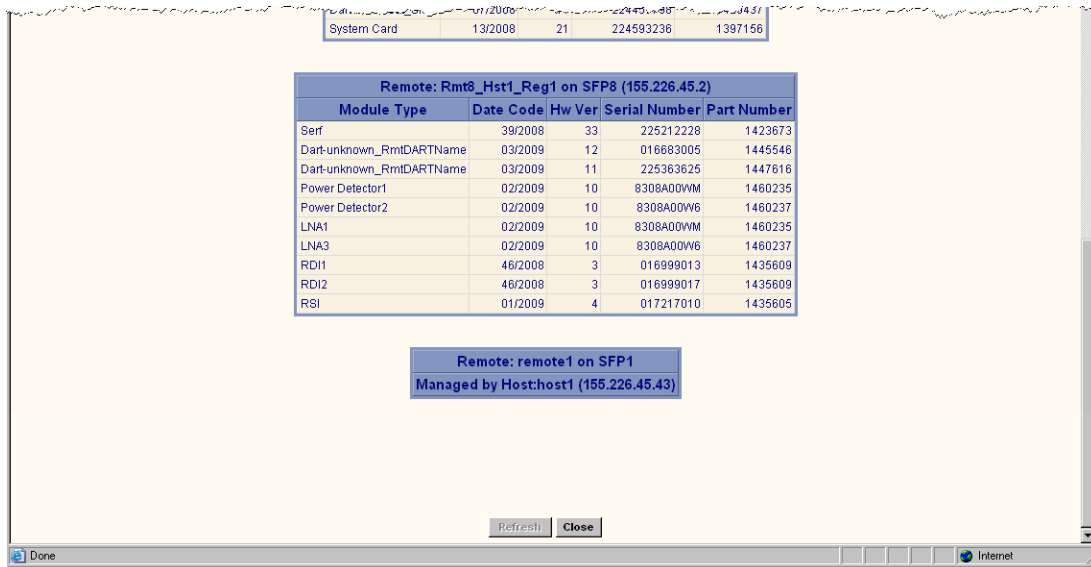 System Card 13/2008 21 224593236 1397156
Remote: Rmt8_Hst1_Reg1 on SFP8 (155.226.45.2)
Module Type Date Code Hw Ver Serial Number Part Number
Serf 39/2008 33 225212228 1423673
Dart-unknown_RmtDARTName 03/2009 12 016683005 1445546
Dart-unknown_RmtDARTName 03/2009 11 225363625 1447616
Power Detector1 02/2009 10 8308A00WM 1460235
Power Detector2 02/2009 10 8308A00W6 1460237
LNA1 02/2009 10 8308A00WM 1460235
LNA3 02/2009 10 8308A00W6 1460237
RDI1 46/2008 3 016999013 1435609
RDI2 46/2008 3 016999017 1435609
RSI 01/2009 4 017217010 1435605
Remote: remote1 on SFP1
Managed by Host:host1 (155.226.45.43)
Refresh Close
Done Internet